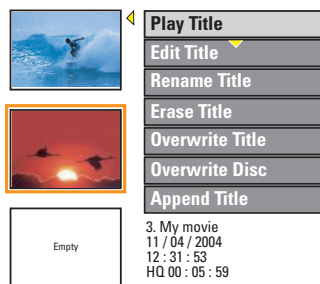 Play Title
Edit Title
Rename Title
Erase Title
Overwrite Title
Overwrite Disc
Append Title
Empty
3. My movie
11 / 04 / 2004
12 : 31 : 53
HQ 00 : 05 : 59